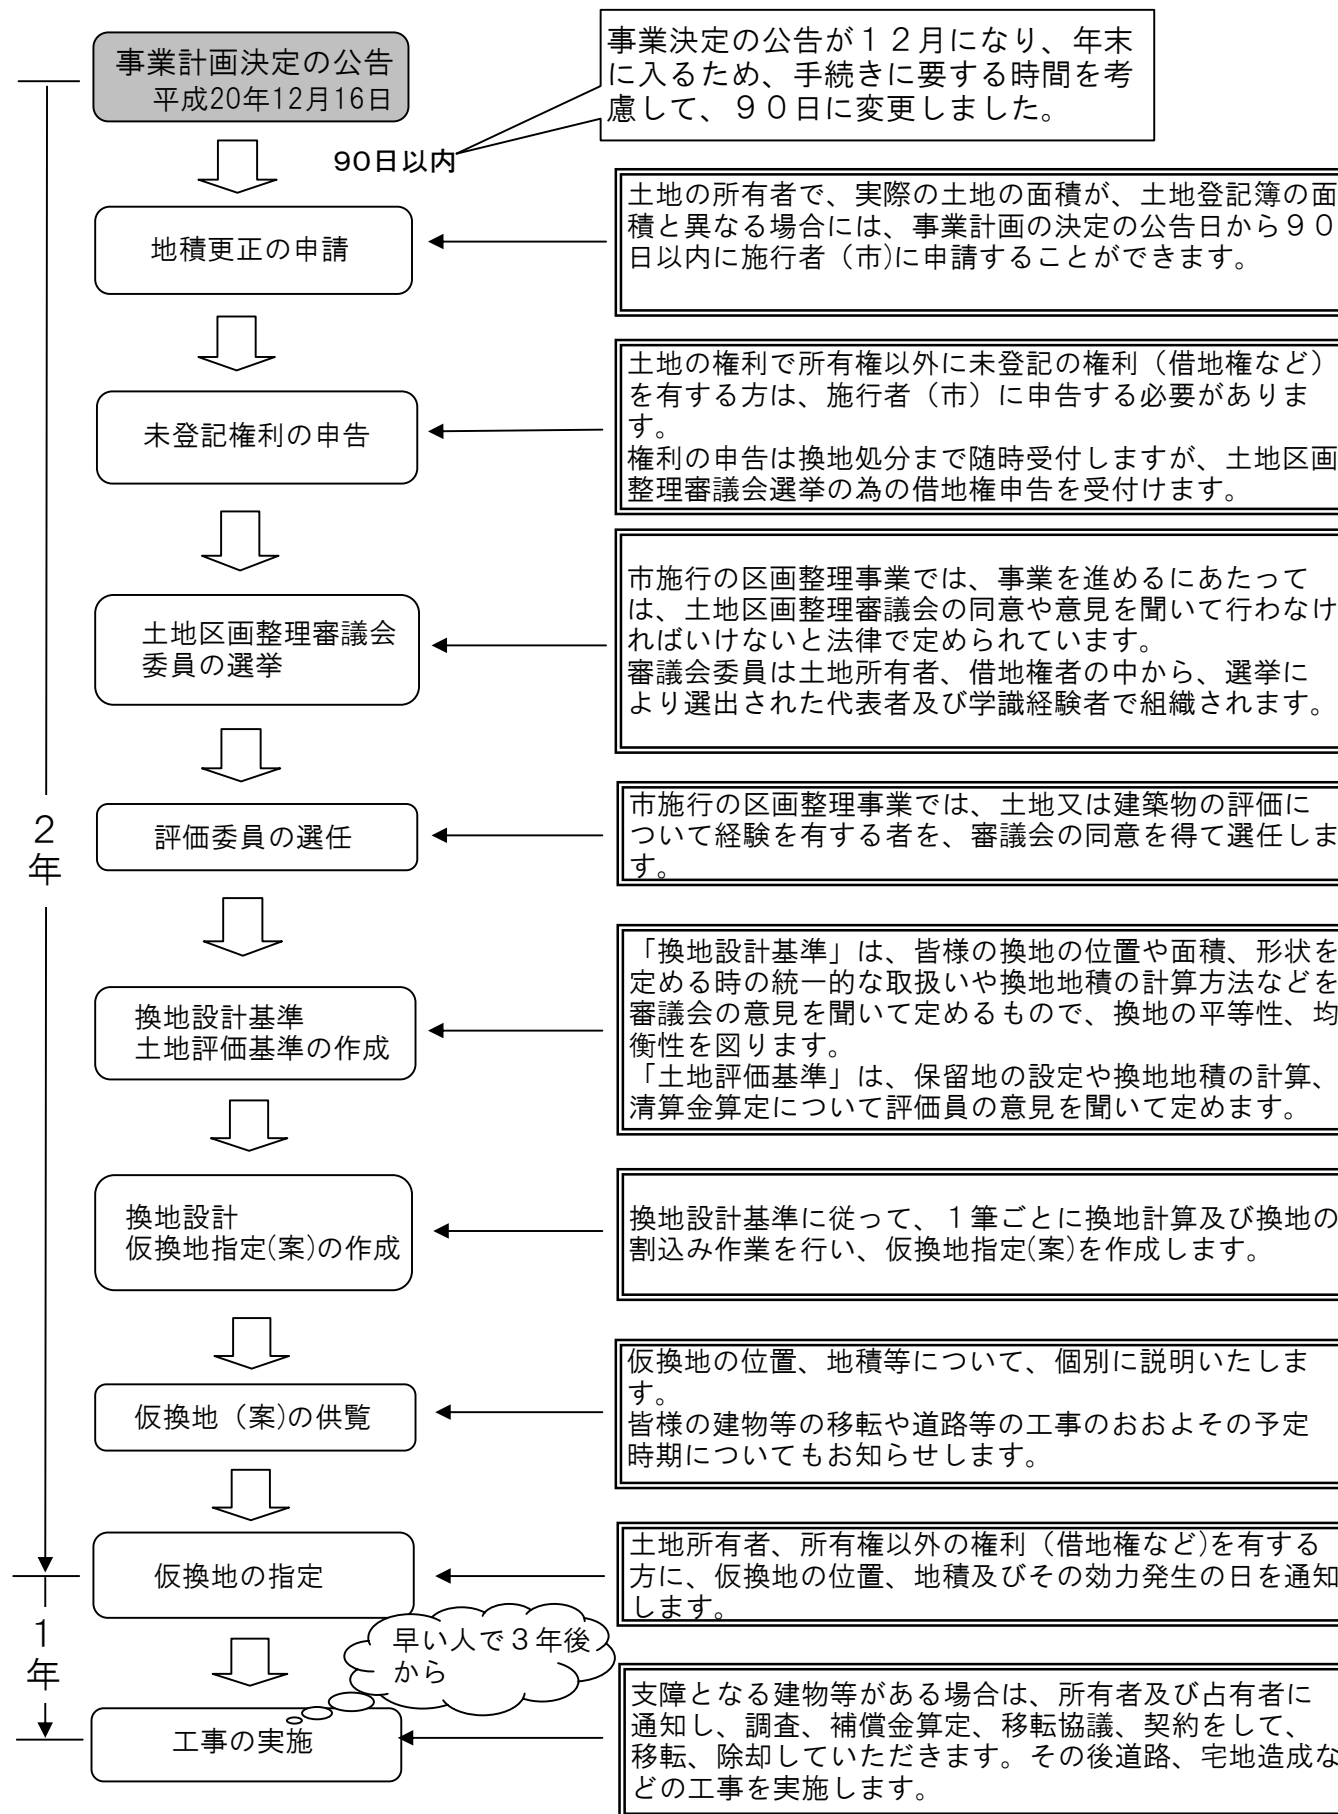 事業計画決定の公告
平成20年12月16日
事業決定の公告が１２月になり、年末
に入るため、手続きに要する時間を考
慮して、９０日に変更しました。
90日以内
地積更正の申請
土地の所有者で、実際の土地の面積が、土地登記簿の面
積と異なる場合には、事業計画の決定の公告日から９０
日以内に施行者（市)に申請することができます。
未登記権利の申告
土地の権利で所有権以外に未登記の権利（借地権など）
を有する方は、施行者（市）に申告する必要がありま
す。
権利の申告は換地処分まで随時受付しますが、土地区画
整理審議会選挙の為の借地権申告を受付けます。
土地区画整理審議会
委員の選挙
市施行の区画整理事業では、事業を進めるにあたって
は、土地区画整理審議会の同意や意見を聞いて行わなけ
ればいけないと法律で定められています。
審議会委員は土地所有者、借地権者の中から、選挙に
より選出された代表者及び学識経験者で組織されます。
２
年
評価委員の選任
市施行の区画整理事業では、土地又は建築物の評価に
ついて経験を有する者を、審議会の同意を得て選任しま
す。
換地設計基準
土地評価基準の作成
「換地設計基準」は、皆様の換地の位置や面積、形状を
定める時の統一的な取扱いや換地地積の計算方法などを
審議会の意見を聞いて定めるもので、換地の平等性、均
衡性を図ります。
「土地評価基準」は、保留地の設定や換地地積の計算、
清算金算定について評価員の意見を聞いて定めます。
換地設計
仮換地指定(案)の作成
換地設計基準に従って、１筆ごとに換地計算及び換地の
割込み作業を行い、仮換地指定(案)を作成します。
仮換地（案)の供覧
仮換地の位置、地積等について、個別に説明いたしま
す。
皆様の建物等の移転や道路等の工事のおおよその予定
時期についてもお知らせします。
仮換地の指定
土地所有者、所有権以外の権利（借地権など)を有する
方に、仮換地の位置、地積及びその効力発生の日を通知
します。
１
年
早い人で３年後
から
工事の実施
支障となる建物等がある場合は、所有者及び占有者に
通知し、調査、補償金算定、移転協議、契約をして、
移転、除却していただきます。その後道路、宅地造成な
どの工事を実施します。